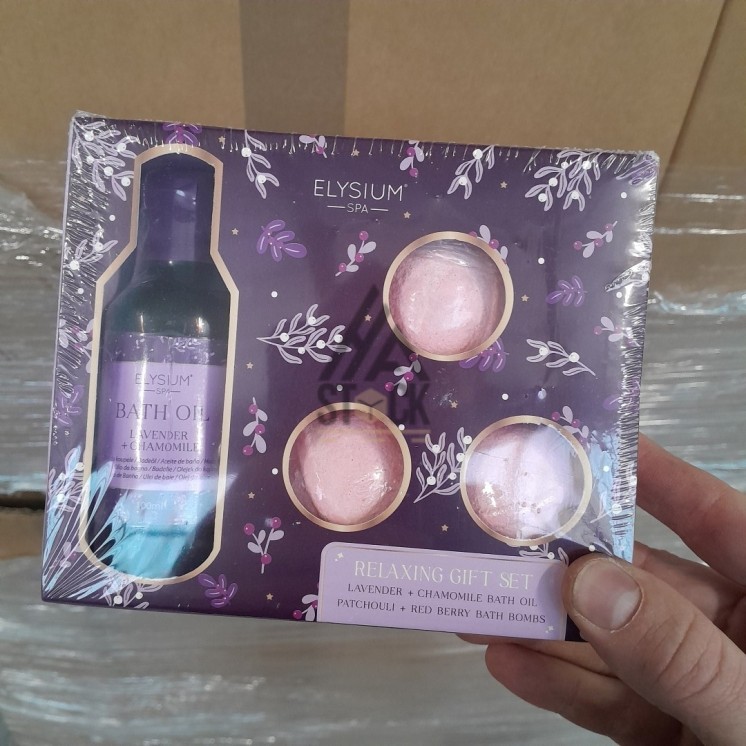 ELYSIUM
SPA
ELYSIUM
SPA
BATH OIL
LAVENDER
+ CHAMOMILE
STOCK
RELAXING GIFT SET
LAVENDER + CHAMOMILE BATH OIL
PATCHOULI + RED BERRY BATH BOMBS